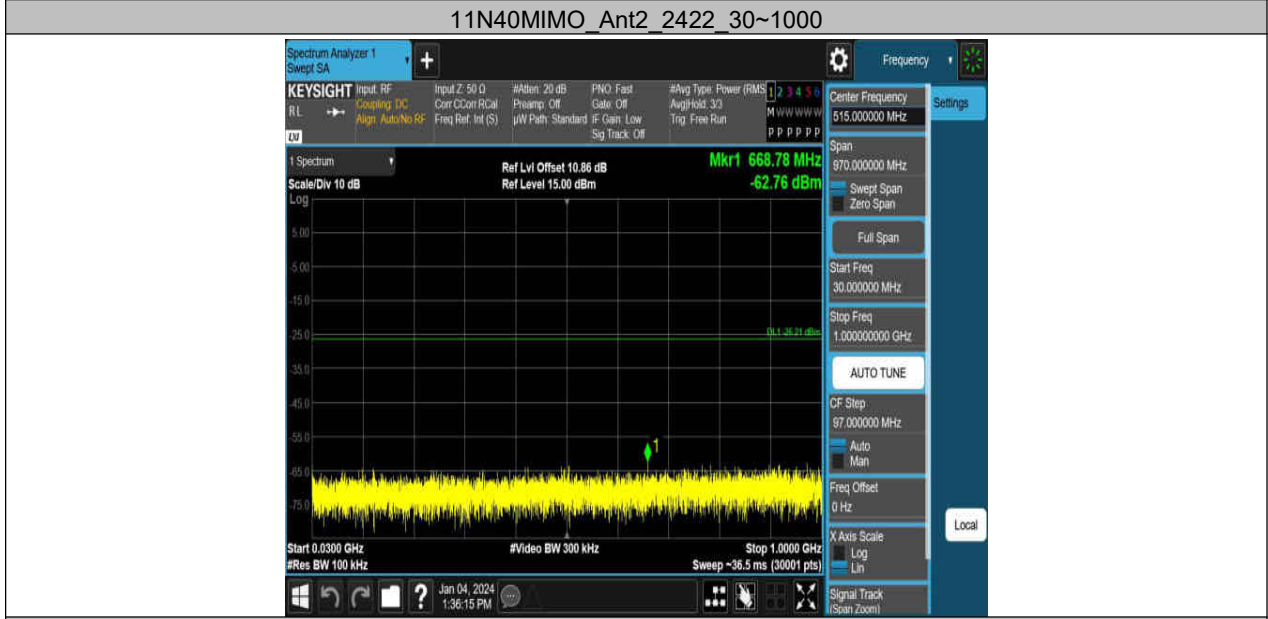 11N40MIMO_Ant2_2422_30~1000
Spectrum Analyzer 1
Swept SA
+
Frequency
KEYSIGHT
RL
LXI
Input: RF
Coupling: DC
Align: Auto/No RF
Input Z: 50 Ω
Corr CCorr RCal
Freq Ref: Int (S)
#Atten: 20 dB
Preamp: Off
µW Path: Standard
PNO: Fast
Gate: Off
IF Gain: Low
Sig Track: Off
#Avg Type: Power (RMS
Avg|Hold: 3/3
Trig: Free Run
1 2 3 4 5 6
M W W W W W
P P P P P P
Center Frequency
515.000000 MHz
Settings
1 Spectrum
Scale/Div 10 dB
Log
Ref Lvl Offset 10.86 dB
Ref Level 15.00 dBm
Mkr1 668.78 MHz
-62.76 dBm
Span
970.000000 MHz
Swept Span
Zero Span
Full Span
Start Freq
30.000000 MHz
Stop Freq
1.000000000 GHz
AUTO TUNE
CF Step
97.000000 MHz
Auto
Man
Freq Offset
0 Hz
X Axis Scale
Log
Lin
Signal Track
(Span Zoom)
Local
5.00
-5.00
-15.0
-25.0
DL1 -26.21 dBm
-35.0
-45.0
-55.0
1
-65.0
-75.0
Start 0.0300 GHz
#Res BW 100 kHz
#Video BW 300 kHz
Stop 1.0000 GHz
Sweep ~36.5 ms (30001 pts)
?
Jan 04, 2024
1:36:15 PM